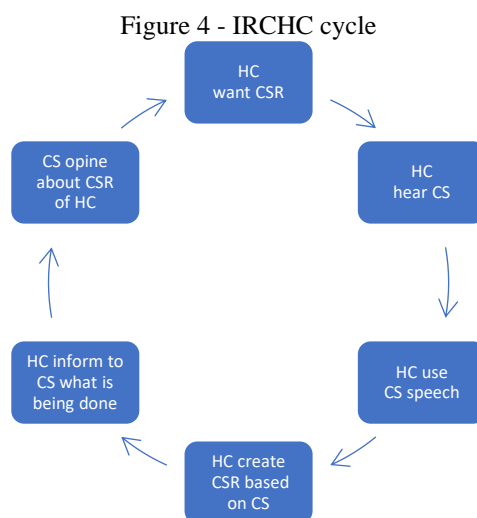 Figure 4 - IRCHC cycle
HC
want CSR
HC
hear CS
HC use
CS speech
HC create
CSR based
on CS
HC inform to
CS what is
being done
CS opine
about CSR
of HC